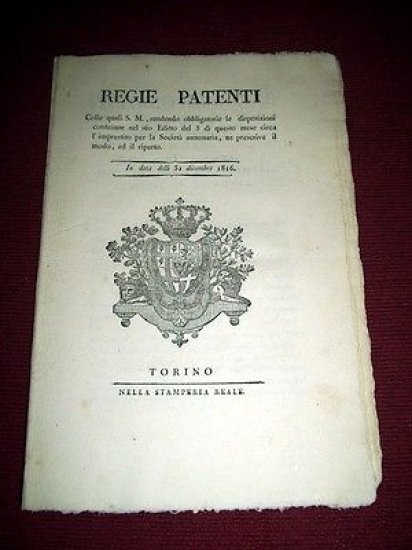 REGIE PATENTI
Colle quali S. M., rendendo obbligatorie le disposizioni
contenute nel suo Editto del 3 di questo mese circa
l'imprestito per la Società annonaria, ne prescrive il
modo, ed il riparto.
In data delli 31 dicembre 1816.
TORINO
NELLA STAMPERIA REALE.